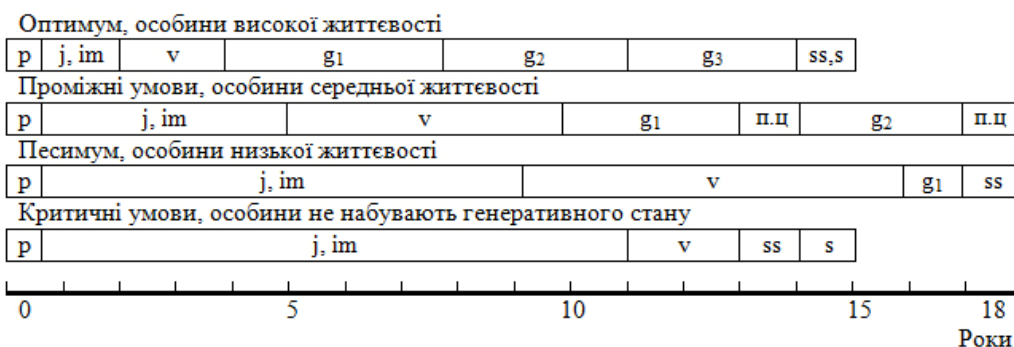 Оптимум, особини високої життєвості
p j, im v g1 g2 g3 ss,s
Проміжні умови, особини середньої життєвості
p j, im v g1 п.ц g2 п.ц
Песимум, особини низької життєвості
p j, im v g1 ss
Критичні умови, особини не набувають генеративного стану
p j, im v ss s
0 5 10 15 18
Роки